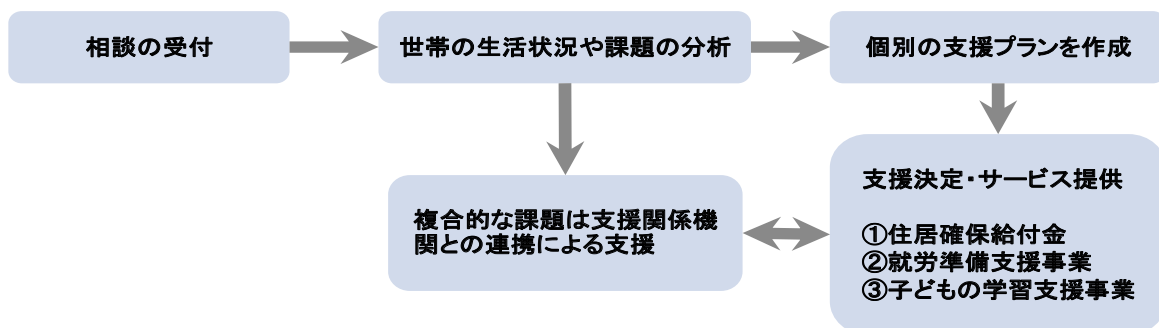 相談の受付
世帯の生活状況や課題の分析
個別の支援プランを作成
複合的な課題は支援関係機
関との連携による支援
支援決定・サービス提供
①住居確保給付金
②就労準備支援事業
③子どもの学習支援事業